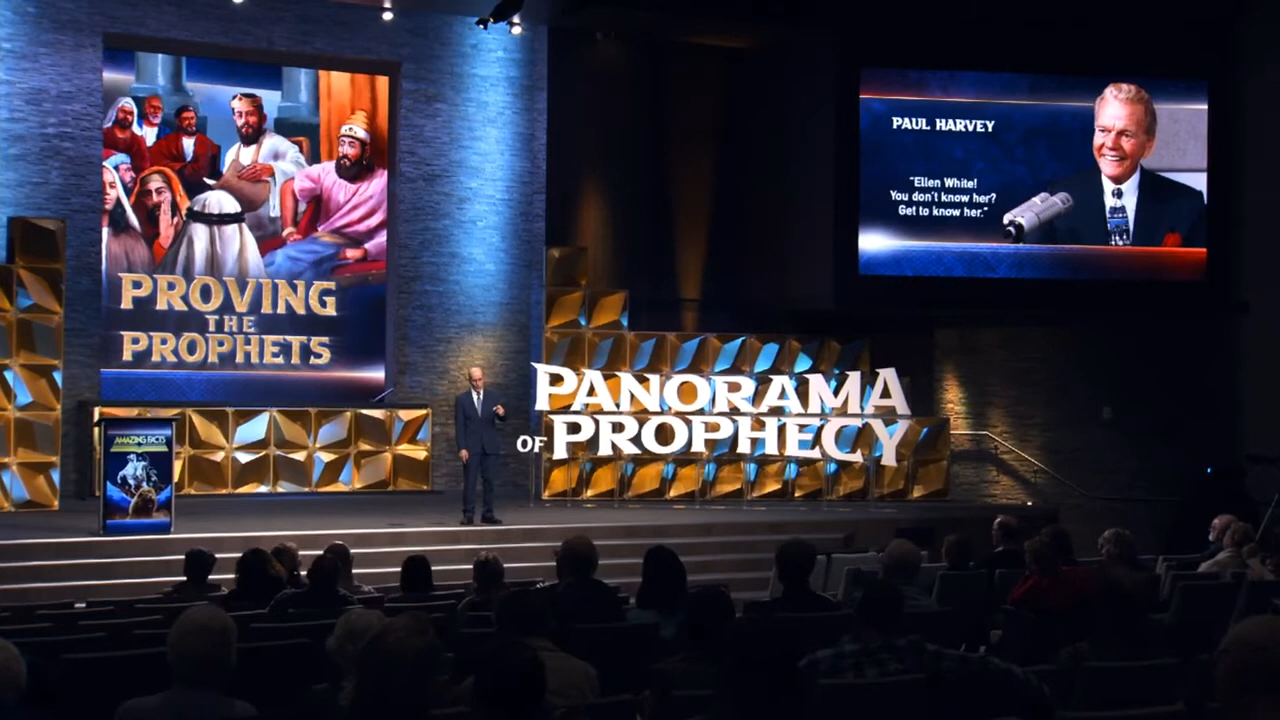 PROVING
THE
PROPHETS
PAUL HARVEY
"Ellen White!
You don't know her?
Get to know her."
PANORAMA
OF PROPHECY
AMAZING FACTS